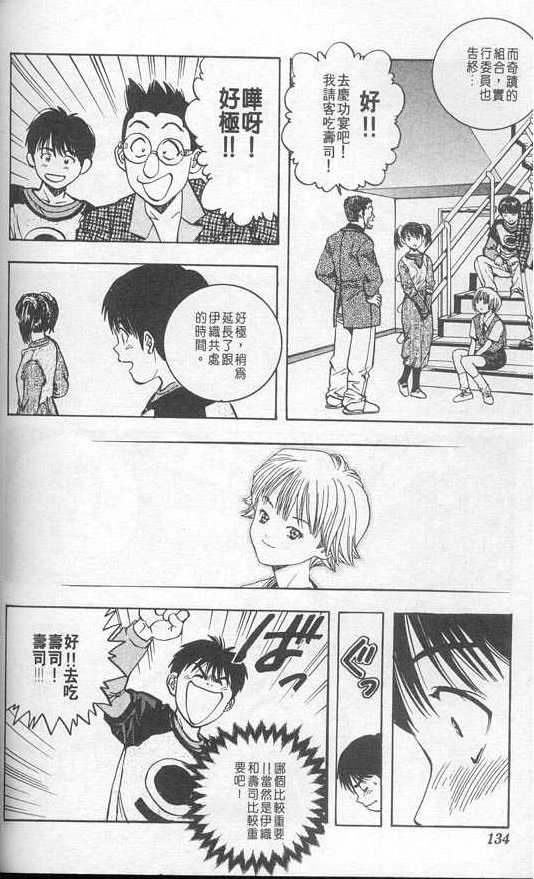 而奇蹟的
組合，實
行委員也
告終…
好!!
去慶功宴吧！
我請客吃壽司！
嘩呀！
好極!!
好極，稍為
延長了跟
伊織共處
的時間。
ぐっ
哪個比較重要
!!當然是伊織
和壽司比較重
要吧！
ばっ
好!!去吃
壽司！
壽司!!!
134